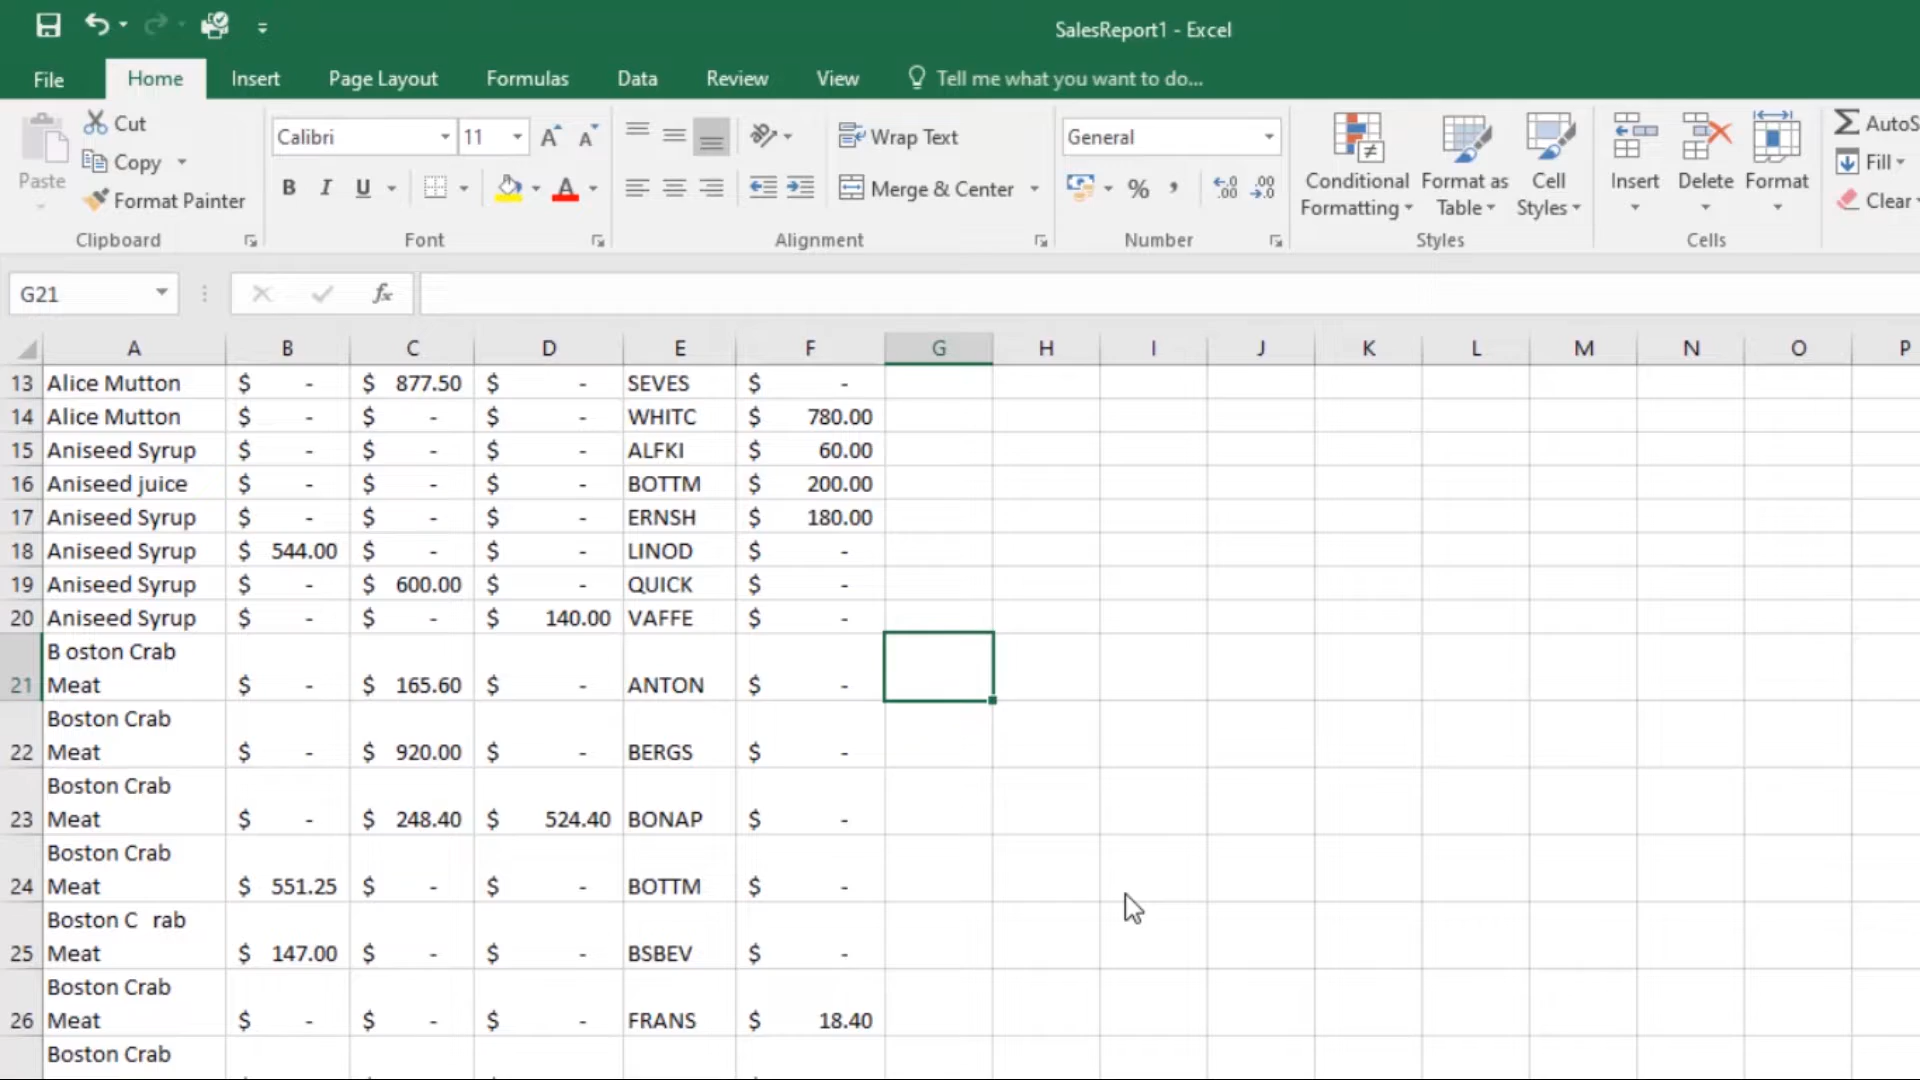 SalesReport1 - Excel
File Home Insert Page Layout Formulas Data Review View Tell me what you want to do...
Paste
Cut
Copy
Format Painter
Clipboard
Calibri 11
A A
B I U A
Font
Wrap Text
Merge & Center
Alignment
General
% ,
.0 .00
.00 .0
Number
Conditional Formatting
Format as Table
Cell Styles
Styles
Insert
Delete
Format
Cells
Σ AutoS
Fill
Clear
G21 fx
A B C D E F G H I J K L M N O P
13 Alice Mutton $ - $ 877.50 $ - SEVES $ -
14 Alice Mutton $ - $ - $ - WHITC $ 780.00
15 Aniseed Syrup $ - $ - $ - ALFKI $ 60.00
16 Aniseed juice $ - $ - $ - BOTTM $ 200.00
17 Aniseed Syrup $ - $ - $ - ERNSH $ 180.00
18 Aniseed Syrup $ 544.00 $ - $ - LINOD $ -
19 Aniseed Syrup $ - $ 600.00 $ - QUICK $ -
20 Aniseed Syrup $ - $ - $ 140.00 VAFFE $ -
B oston Crab
21 Meat $ - $ 165.60 $ - ANTON $ -
Boston Crab
22 Meat $ - $ 920.00 $ - BERGS $ -
Boston Crab
23 Meat $ - $ 248.40 $ 524.40 BONAP $ -
Boston Crab
24 Meat $ 551.25 $ - $ - BOTTM $ -
Boston C rab
25 Meat $ 147.00 $ - $ - BSBEV $ -
Boston Crab
26 Meat $ - $ - $ - FRANS $ 18.40
Boston Crab